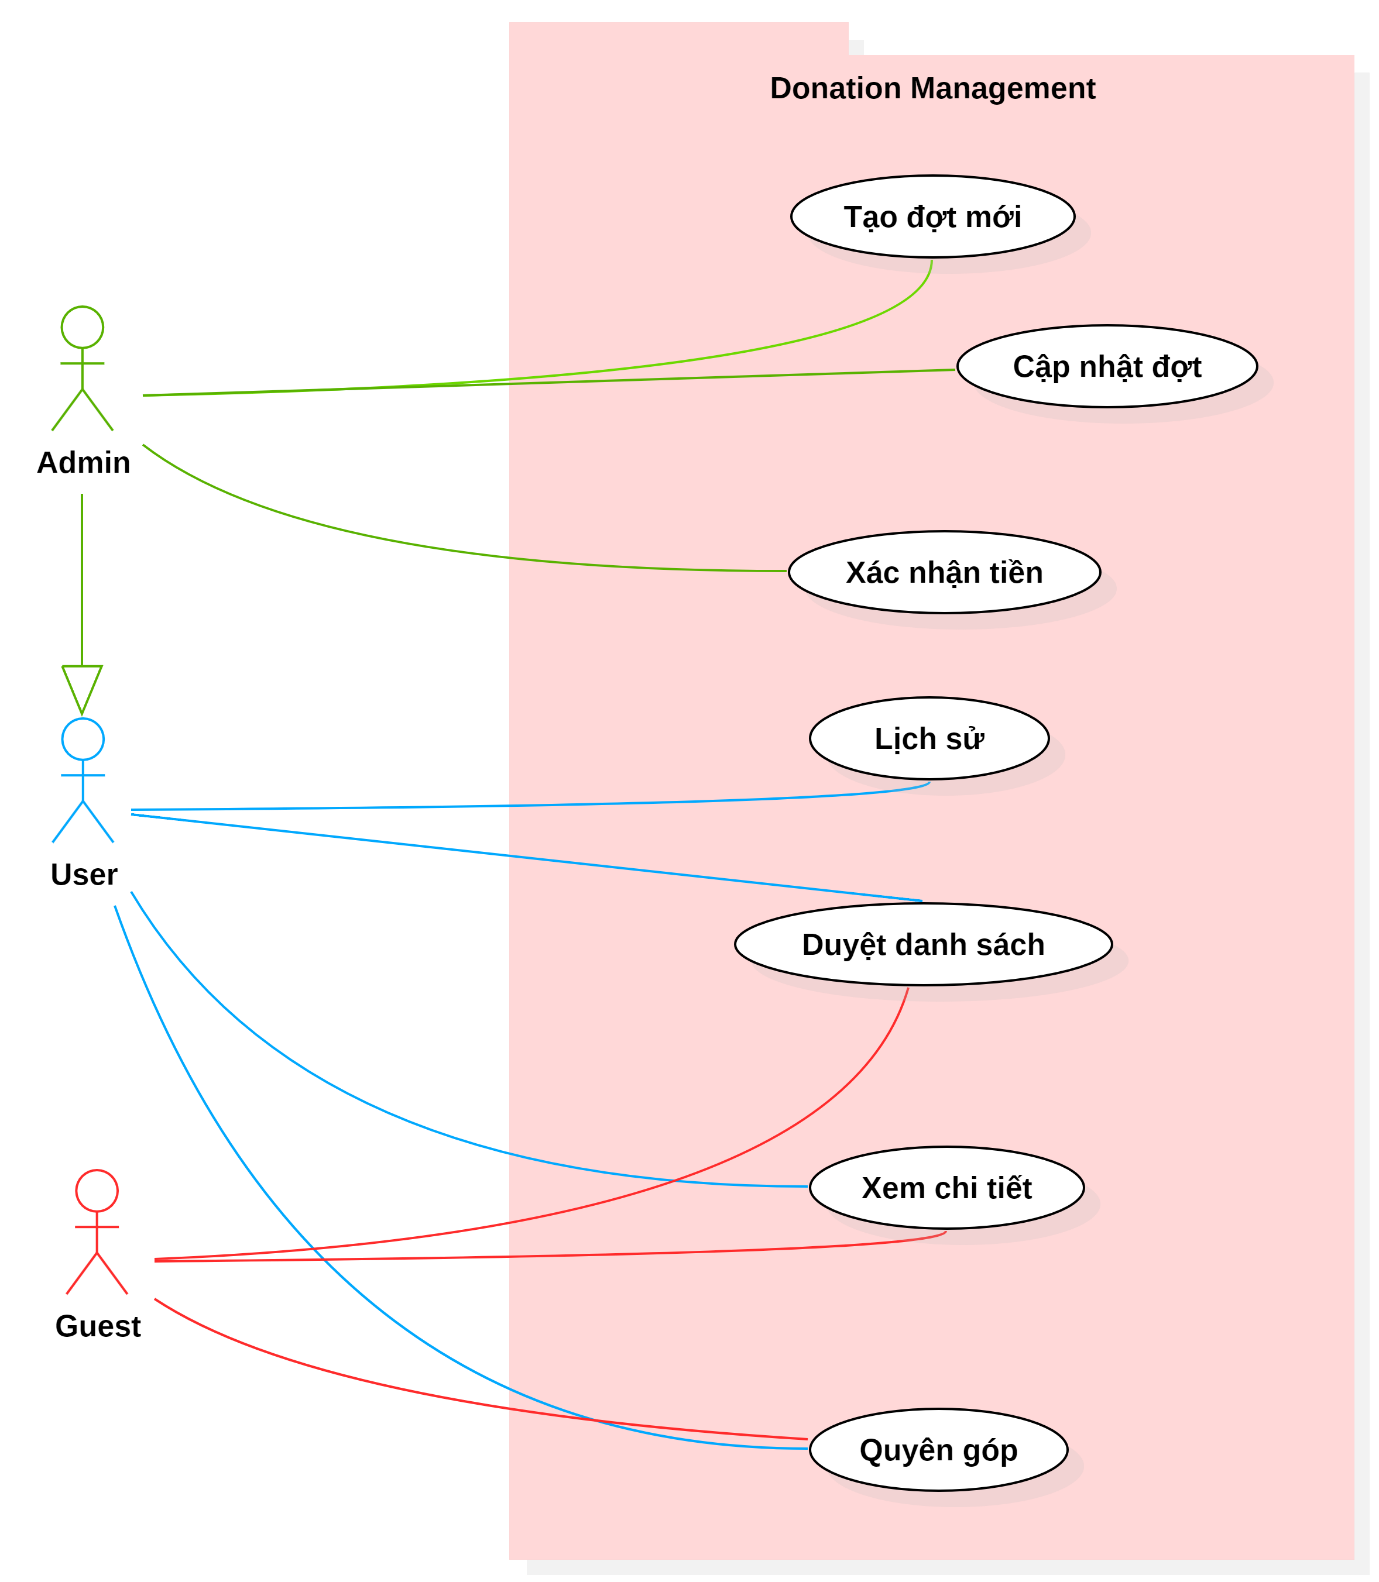 Donation Management
Tạo đợt mới
Cập nhật đợt
Admin
Xác nhận tiền
Lịch sử
User
Duyệt danh sách
Xem chi tiết
Guest
Quyên góp